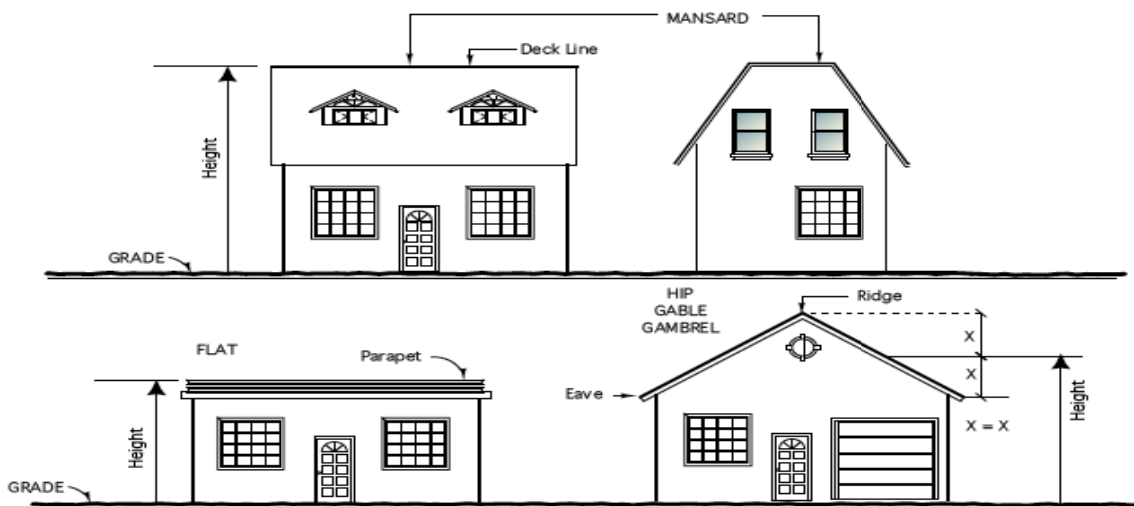 MANSARD
Deck Line
Height
GRADE
HIP
GABLE
GAMBREL
Ridge
FLAT
Parapet
X
X
Eave
Height
Height
X = X
GRADE